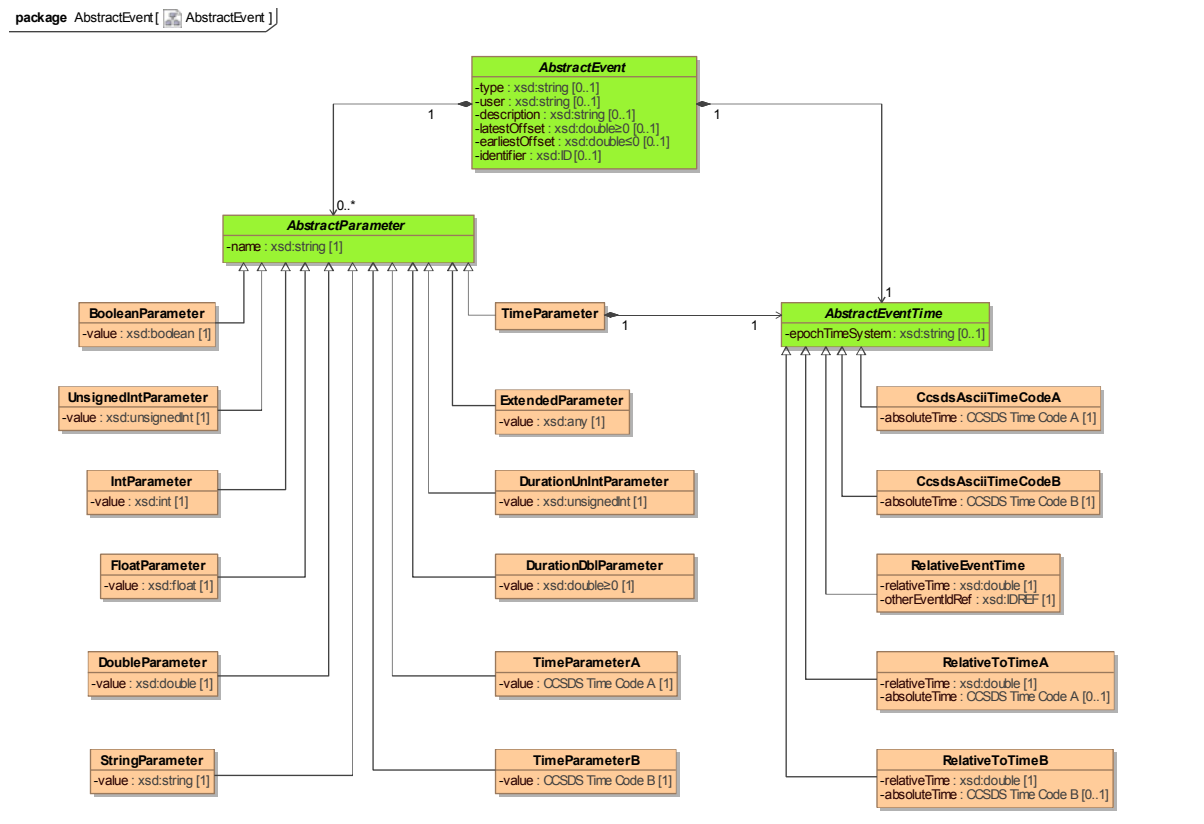 package AbstractEvent [ AbstractEvent ]
AbstractEvent
-type : xsd:string [0..1]
-user : xsd:string [0..1]
-description : xsd:string [0..1]
-latestOffset : xsd:double≥0 [0..1]
-earliestOffset : xsd:double≤0 [0..1]
-identifier : xsd:ID [0..1]
1
1
0..*
AbstractParameter
-name : xsd:string [1]
1
BooleanParameter
-value : xsd:boolean [1]
TimeParameter
1
1
AbstractEventTime
-epochTimeSystem : xsd:string [0..1]
UnsignedIntParameter
-value : xsd:unsignedInt [1]
ExtendedParameter
-value : xsd:any [1]
CcsdsAsciiTimeCodeA
-absoluteTime : CCSDS Time Code A [1]
IntParameter
-value : xsd:int [1]
DurationUnIntParameter
-value : xsd:unsignedInt [1]
CcsdsAsciiTimeCodeB
-absoluteTime : CCSDS Time Code B [1]
FloatParameter
-value : xsd:float [1]
DurationDblParameter
-value : xsd:double≥0 [1]
RelativeEventTime
-relativeTime : xsd:double [1]
-otherEventIdRef : xsd:IDREF [1]
DoubleParameter
-value : xsd:double [1]
TimeParameterA
-value : CCSDS Time Code A [1]
RelativeToTimeA
-relativeTime : xsd:double [1]
-absoluteTime : CCSDS Time Code A [0..1]
StringParameter
-value : xsd:string [1]
TimeParameterB
-value : CCSDS Time Code B [1]
RelativeToTimeB
-relativeTime : xsd:double [1]
-absoluteTime : CCSDS Time Code B [0..1]